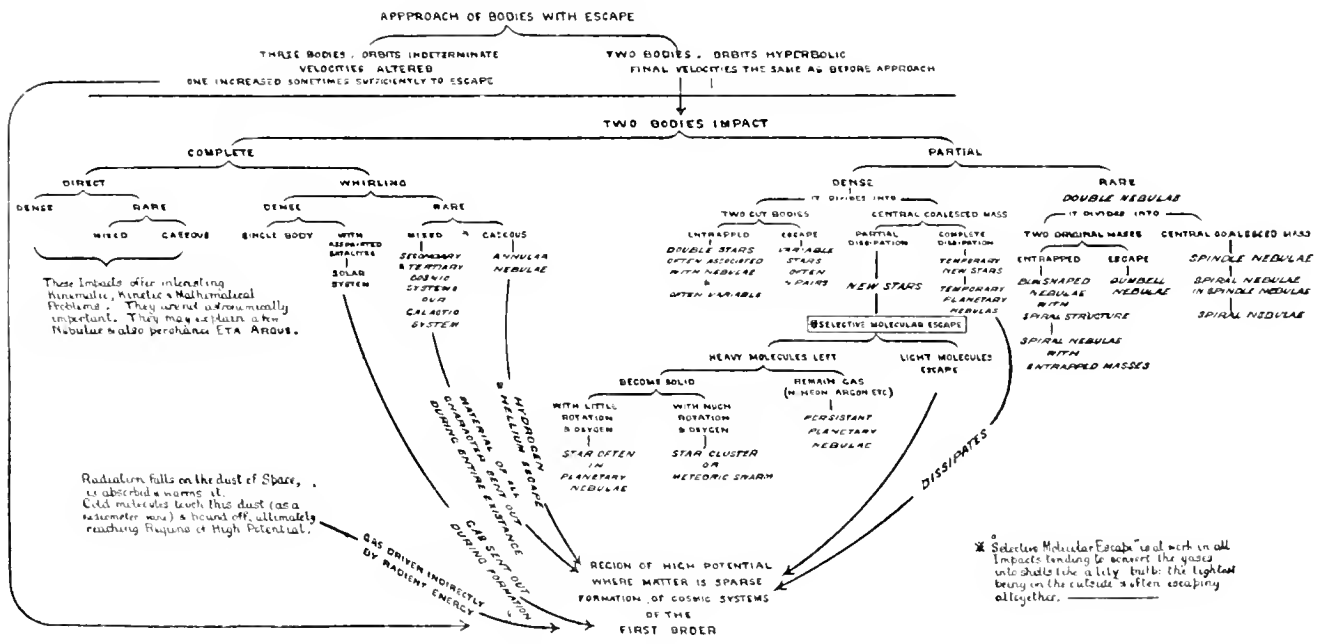 APPPROACH OF BODIES WITH ESCAPE
THREE BODIES. ORBITS INDETERMINATE
VELOCITIES ALTERED
ONE INCREASED SOMETIMES SUFFICIENTLY TO ESCAPE
TWO BODIES. ORBITS HYPERBOLIC
FINAL VELOCITIES THE SAME AS BEFORE APPROACH
TWO BODIES IMPACT
COMPLETE
PARTIAL
DIRECT
WHIRLING
DENSE
RARE
DENSE
RARE
MIXED
GASEOUS
SINGLE BODY
WITH
ASSPARTED
SATALITES
SOLAR
SYSTEM
MIXED
&
GASEOUS
SECONDARY
& TERTIARY
COSMIC
SYSTEMS
OUR
GALACTIC
SYSTEM
ANNULAR
NEBULAE
These Impacts offer interesting
Kinematic, Kinetic & Mathematical
Problems. They are not astronomically
important. They may explain a few
Nebulae & also perchance ETA ARGUS.
DENSE
IT DIVIDES INTO
TWO CUT BODIES
CENTRAL COALESCED MASS
ENTRAPPED
DOUBLE STARS
OFTEN ASSOCIATED
WITH NEBULAE
&
OFTEN VARIABLE
ESCAPE
VARIABLE
STARS
OFTEN
IN PAIRS
PARTIAL
DISSIPATION
NEW STARS
COMPLETE
DISSIPATION
TEMPORARY
NEW STARS
TEMPORARY
PLANETARY
NEBULAS
RARE
DOUBLE NEBULAE
IT DIVIDES INTO
TWO ORIGINAL MASSES
CENTRAL COALESCED MASS
ENTRAPPED
NEBULAE
WITH
SPIRAL STRUCTURE
SPIRAL NEBULAE
WITH
ENTRAPPED MASSES
ESCAPE
DUMBELL
NEBULAE
SPINDLE NEBULAE
SPIRAL NEBULAE
IN SPINDLE NEBULAE
SPIRAL NEBULAE
SELECTIVE MOLECULAR ESCAPE
HEAVY MOLECULES LEFT
LIGHT MOLECULES
ESCAPE
BECOME SOLID
REMAIN GAS
(N. NEON ARGON ETC)
WITH LITTLE
ROTATION
& OXYGEN
STAR OFTEN
IN
PLANETARY
NEBULAE
WITH MUCH
ROTATION
& OXYGEN
STAR CLUSTER
OR
METEORIC SWARM
PERSISTANT
PLANETARY
NEBULAE
HYDROGEN
& HELLIUM ESCAPE
MATERIAL OF ALL
CHARACTER SENT OUT
DURING ENTIRE EXISTANCE
GAS SENT OUT
DURING FORMATION
DISSIPATES
Radiation falls on the dust of Space,
is absorbed & warms it.
Cold molecules touch this dust (as a
radiometer vane) & bound off, ultimately
reaching Regions of High Potential.
GAS DRIVEN INDIRECTLY
BY RADIENT ENERGY
REGION OF HIGH POTENTIAL
WHERE MATTER IS SPARSE
FORMATION OF COSMIC SYSTEMS
OF THE
FIRST ORDER
※ "Selective Molecular Escape" is at work in all
Impacts tending to convert the gases
into shells like a lily bulb: the lightest
being in the outside & often escaping
altogether.